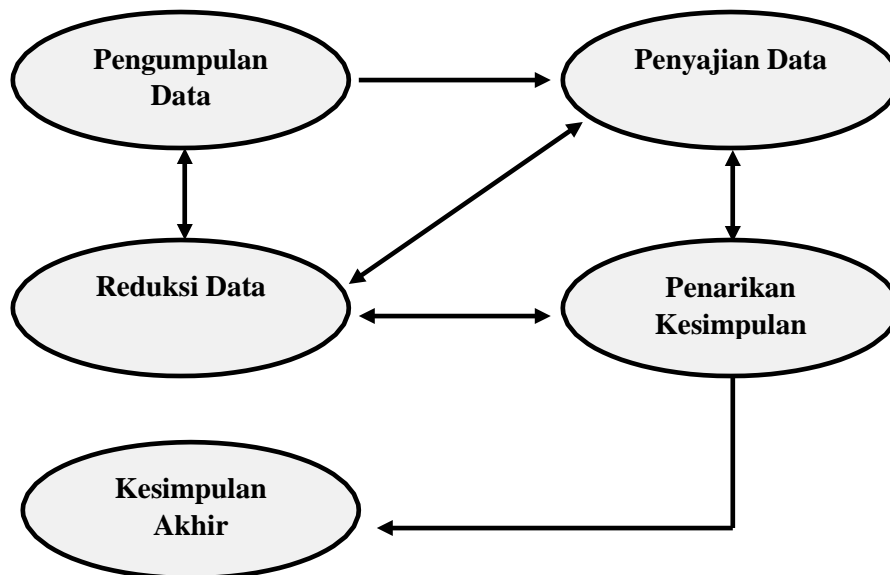 Pengumpulan
Data
Penyajian Data
Reduksi Data
Penarikan
Kesimpulan
Kesimpulan
Akhir